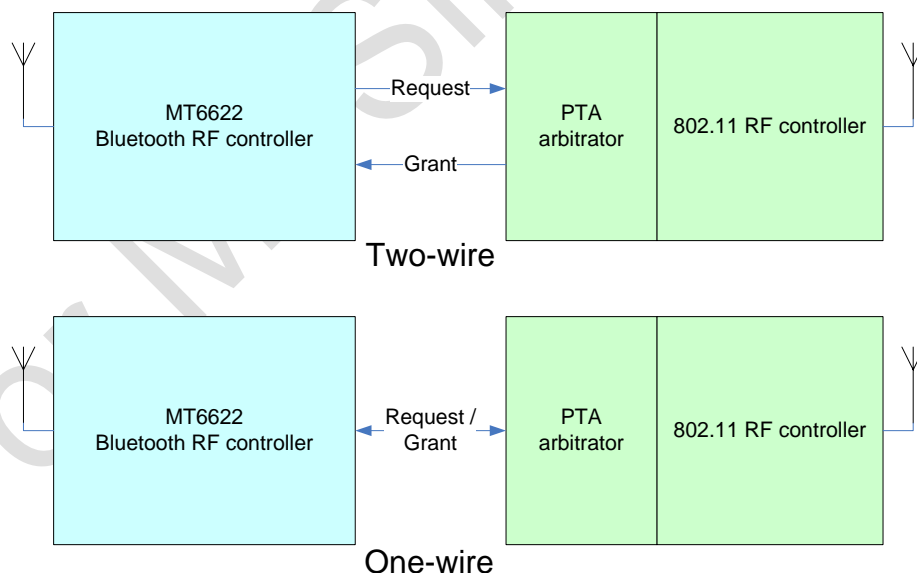 MT6622
Bluetooth RF controller
Request
Grant
PTA
arbitrator
802.11 RF controller
Two-wire
MT6622
Bluetooth RF controller
Request /
Grant
PTA
arbitrator
802.11 RF controller
One-wire